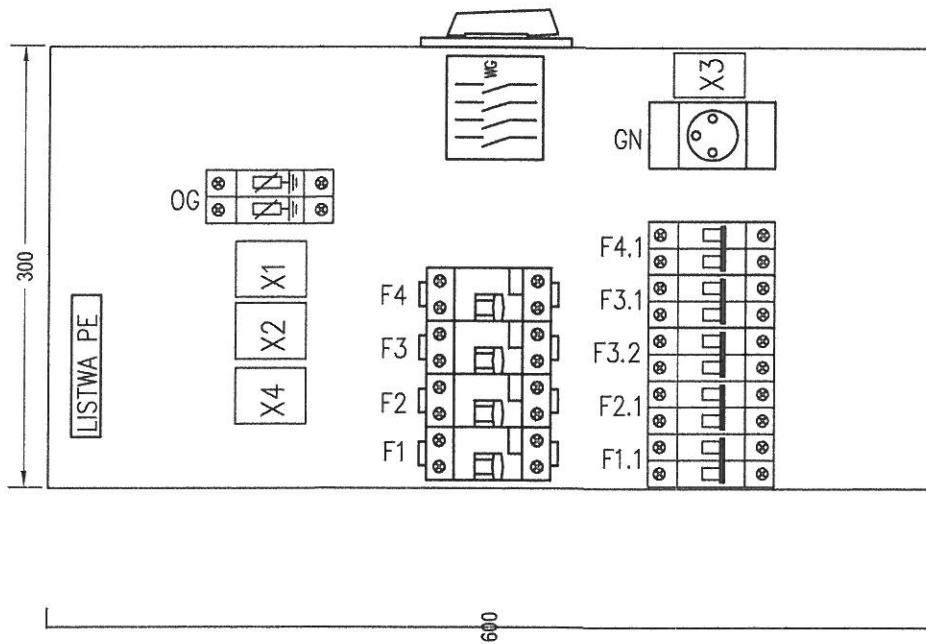 WG
X3
GN
OG
X1
F4.1
300
F4
F3.1
X2
F3
F3.2
LISTWA PE
X4
F2
F2.1
F1
F1.1
600